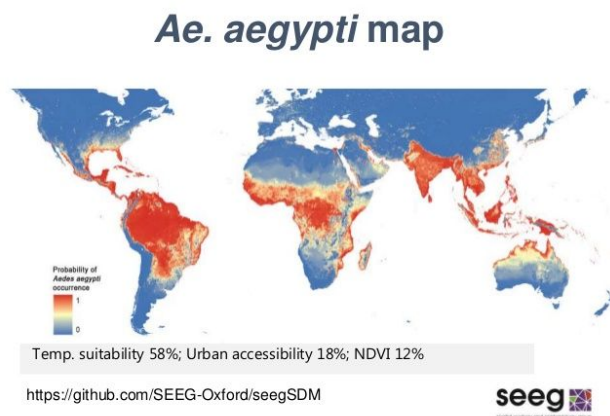 Ae. aegypti map
Probability of
Aedes aegypti
occurrence
1
0
Temp. suitability 58%; Urban accessibility 18%; NDVI 12%
https://github.com/SEEG-Oxford/seegSDM
seeg